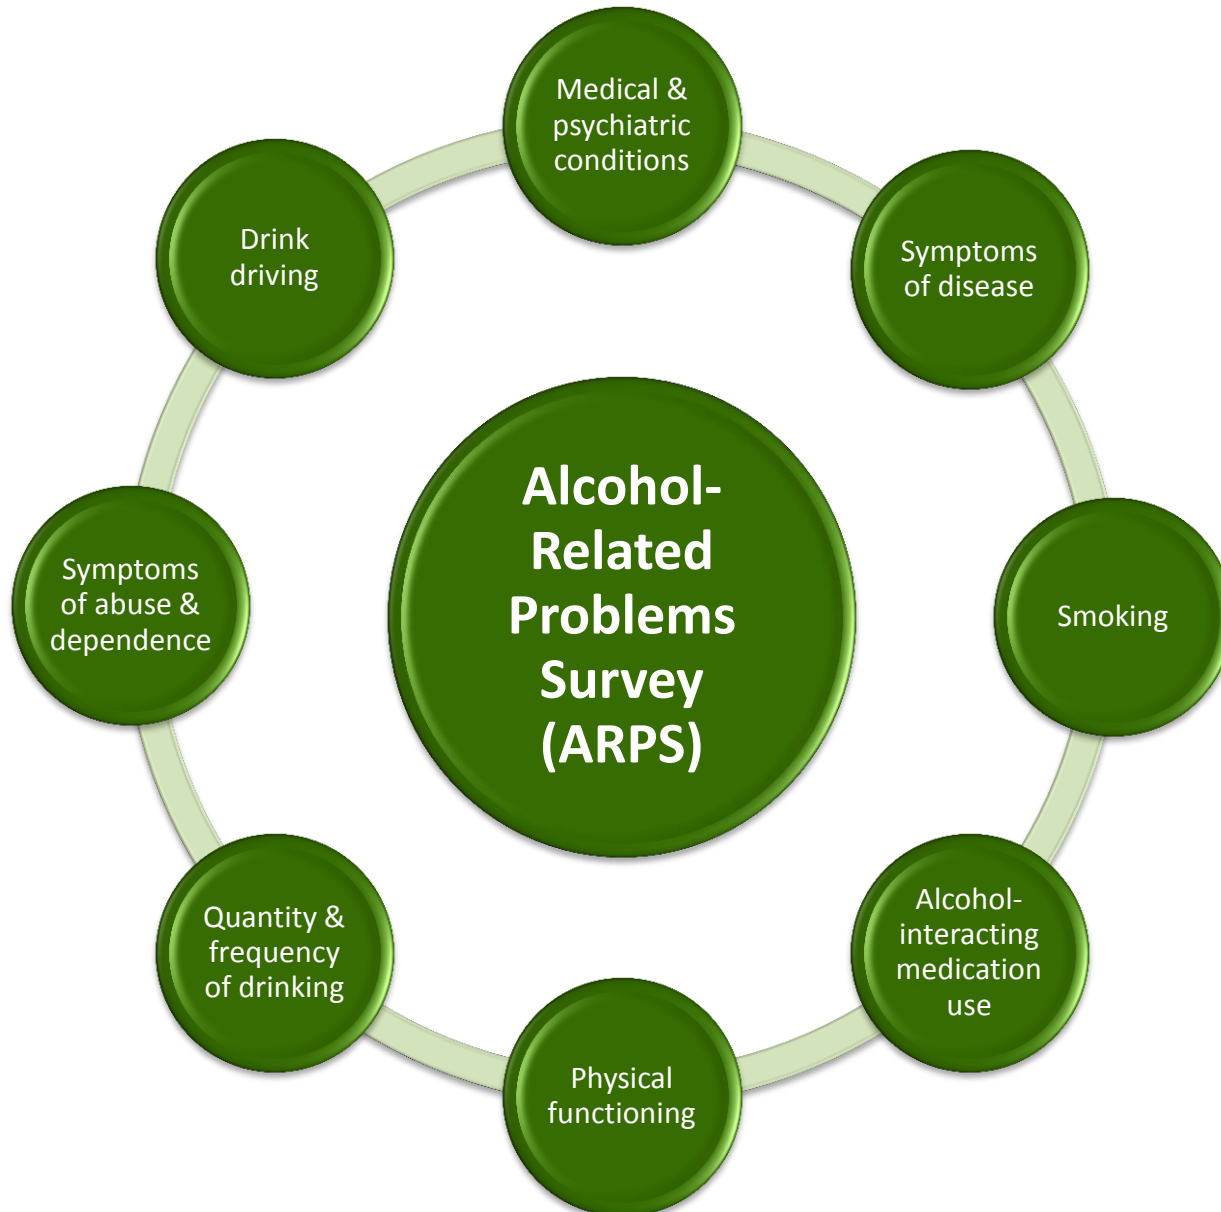 Medical &
psychiatric
conditions
Symptoms
of disease
Smoking
Alcohol-
interacting
medication
use
Physical
functioning
Quantity &
frequency
of drinking
Symptoms
of abuse &
dependence
Drink
driving
Alcohol-
Related
Problems
Survey
(ARPS)